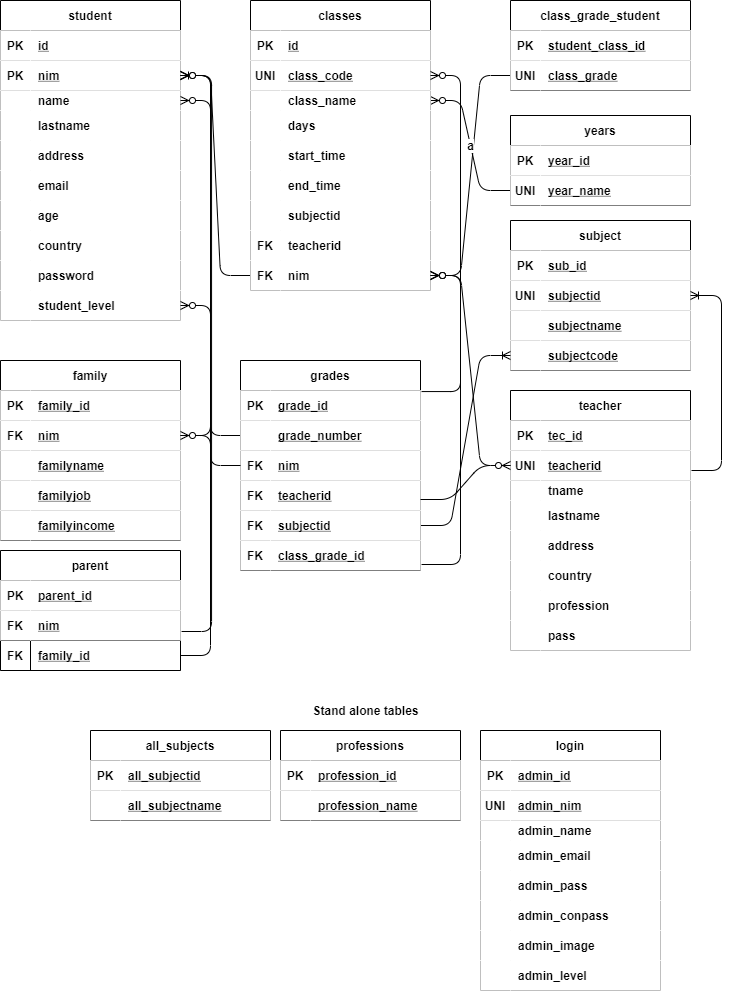 student
PK id
PK nim
name
lastname
address
email
age
country
password
student_level
classes
PK id
UNI class_code
class_name
days
start_time
end_time
subjectid
FK teacherid
FK nim
class_grade_student
PK student_class_id
UNI class_grade
a
years
PK year_id
UNI year_name
subject
PK sub_id
UNI subjectid
subjectname
subjectcode
family
PK family_id
FK nim
familyname
familyjob
familyincome
grades
PK grade_id
grade_number
FK nim
FK teacherid
FK subjectid
FK class_grade_id
teacher
PK tec_id
UNI teacherid
tname
lastname
address
country
profession
pass
parent
PK parent_id
FK nim
FK family_id
Stand alone tables
all_subjects
PK all_subjectid
all_subjectname
professions
PK profession_id
profession_name
login
PK admin_id
UNI admin_nim
admin_name
admin_email
admin_pass
admin_conpass
admin_image
admin_level